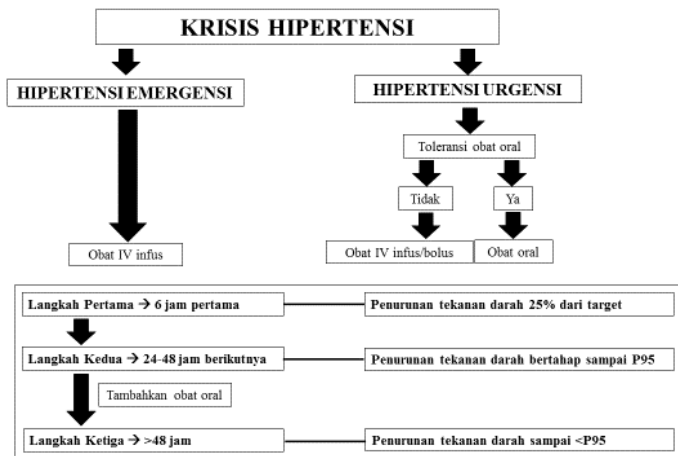 KRISIS HIPERTENSI
HIPERTENSI EMERGENSI
HIPERTENSI URGENSI
Toleransi obat oral
Tidak
Ya
Obat IV infus
Obat IV infus/bolus
Obat oral
Langkah Pertama → 6 jam pertama
Penurunan tekanan darah 25% dari target
Langkah Kedua → 24-48 jam berikutnya
Penurunan tekanan darah bertahap sampai P95
Tambahkan obat oral
Langkah Ketiga → >48 jam
Penurunan tekanan darah sampai <P95